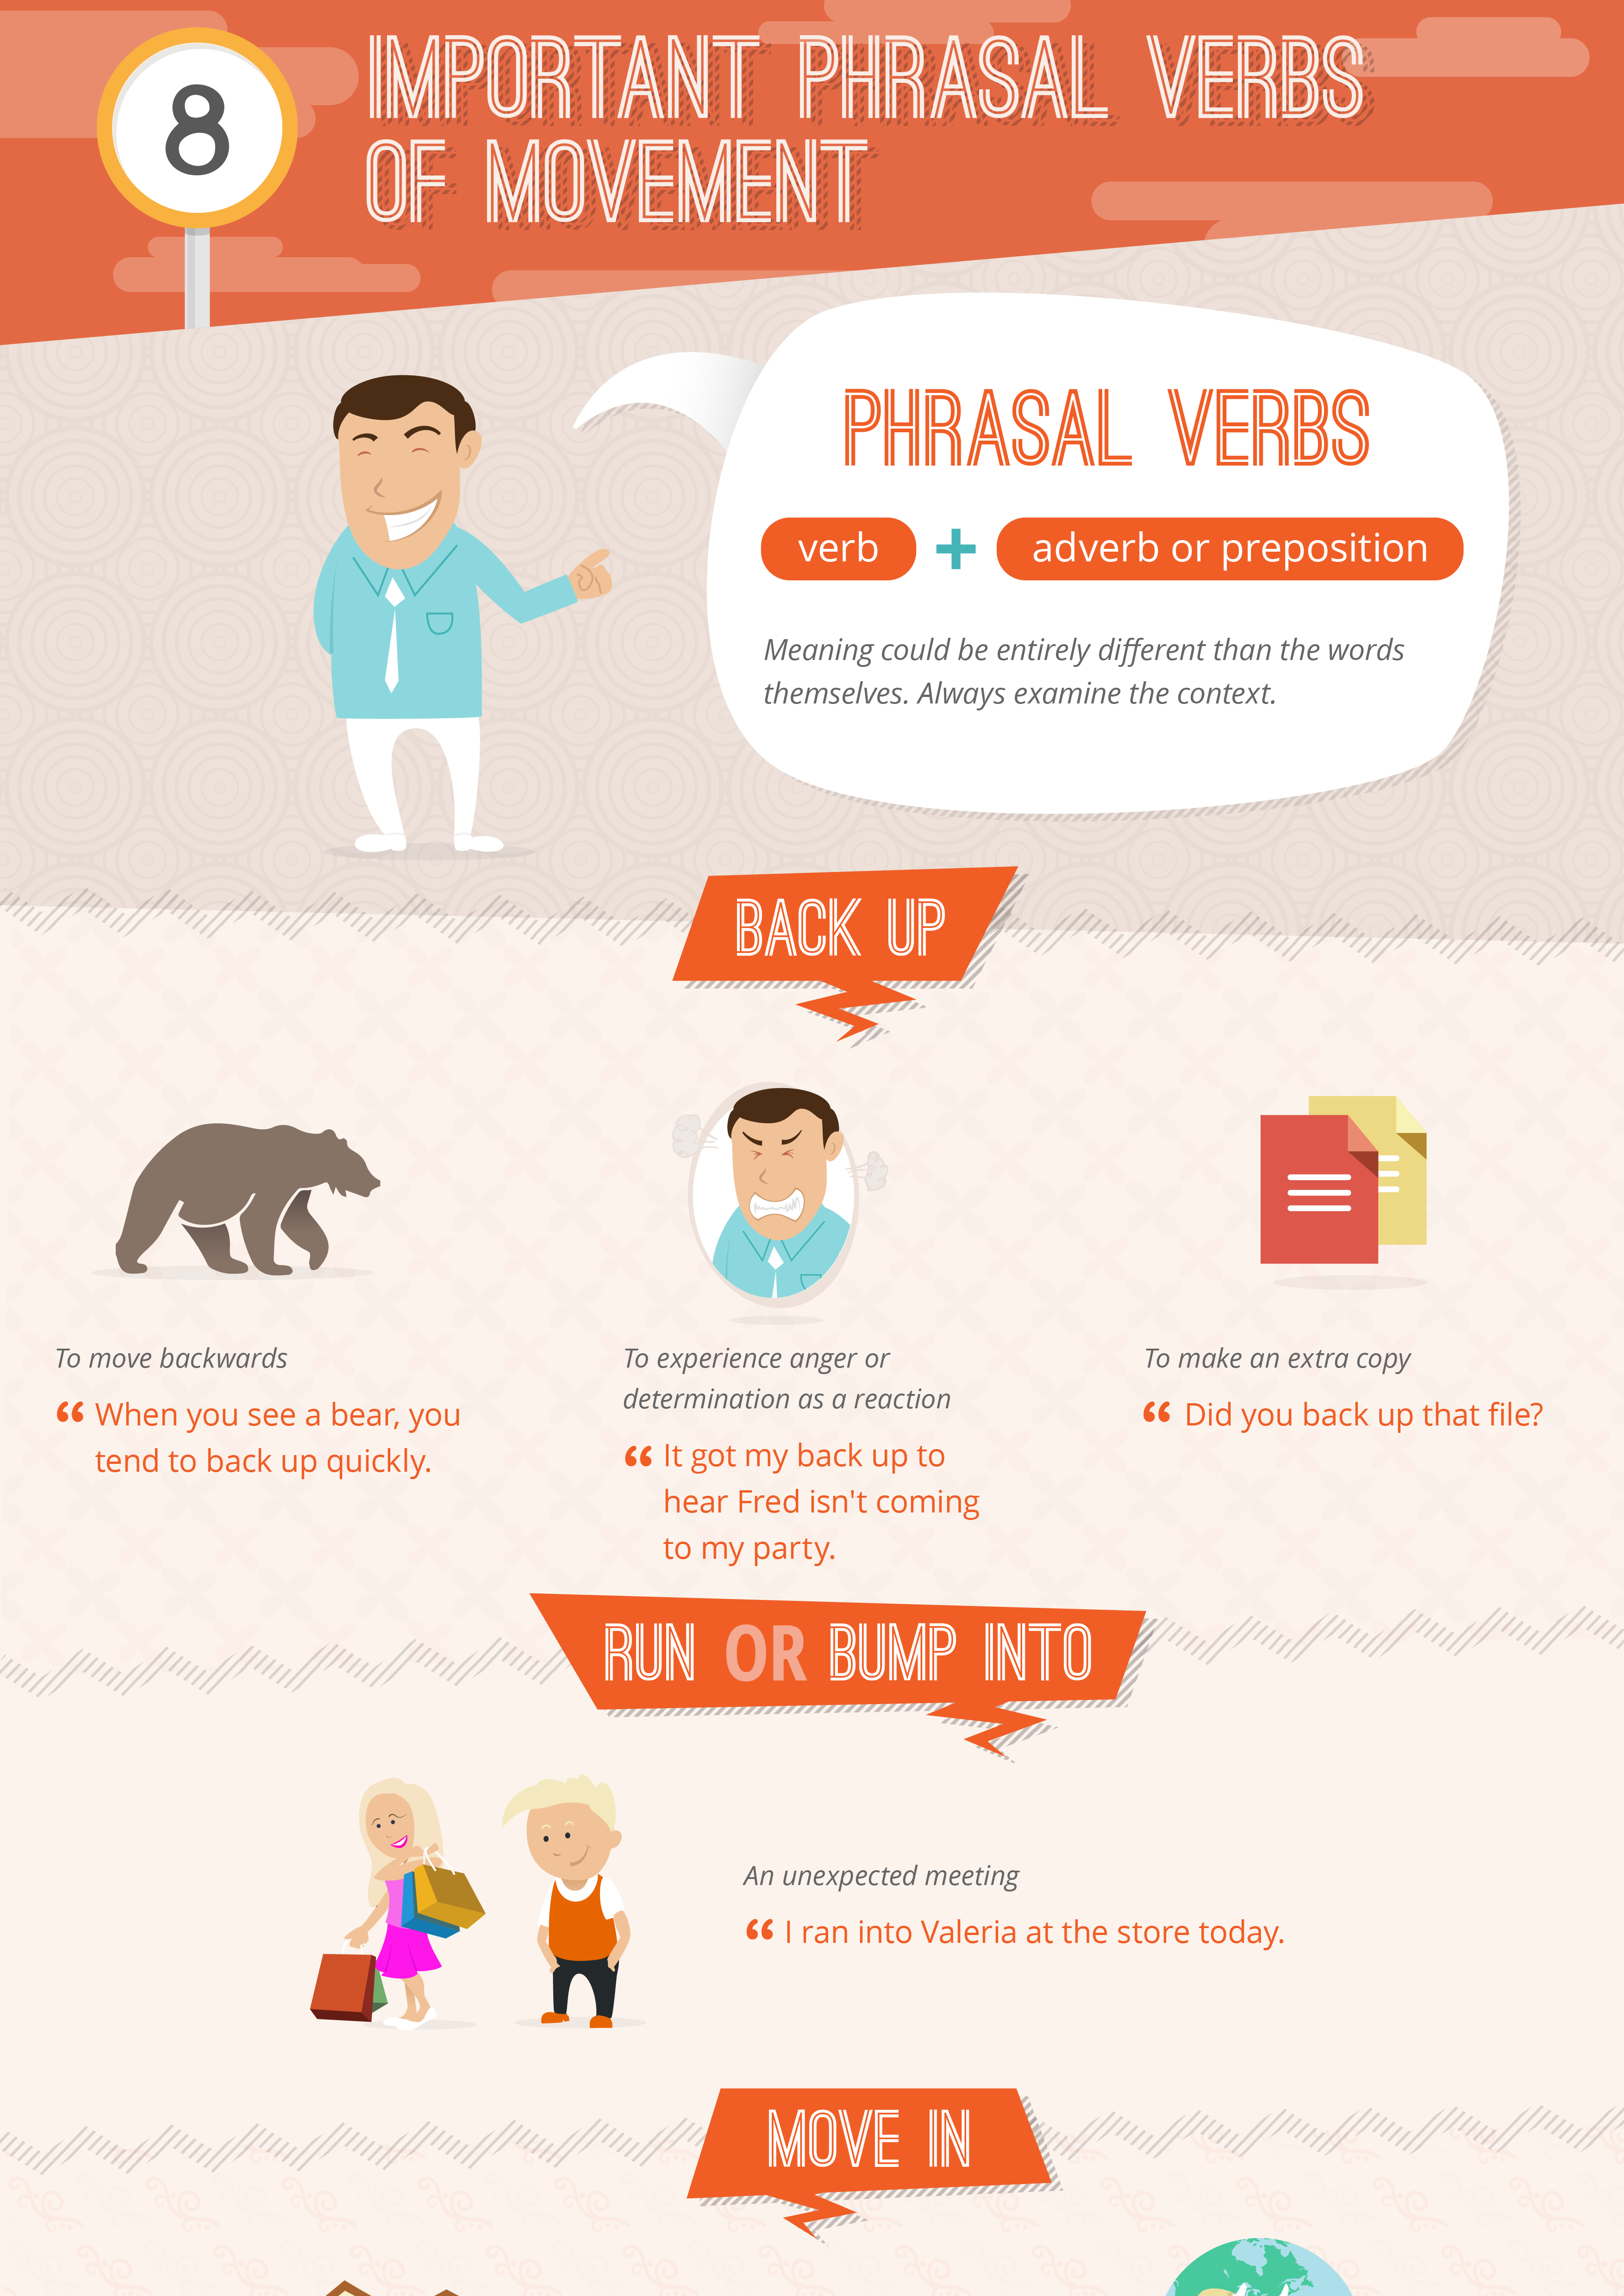 8
IMPORTANT PHRASAL VERBS
OF MOVEMENT
PHRASAL VERBS
verb + adverb or preposition
Meaning could be entirely different than the words
themselves. Always examine the context.
BACK UP
To move backwards
“ When you see a bear, you
tend to back up quickly.
To experience anger or
determination as a reaction
“ It got my back up to
hear Fred isn't coming
to my party.
To make an extra copy
“ Did you back up that file?
RUN OR BUMP INTO
An unexpected meeting
“ I ran into Valeria at the store today.
MOVE IN